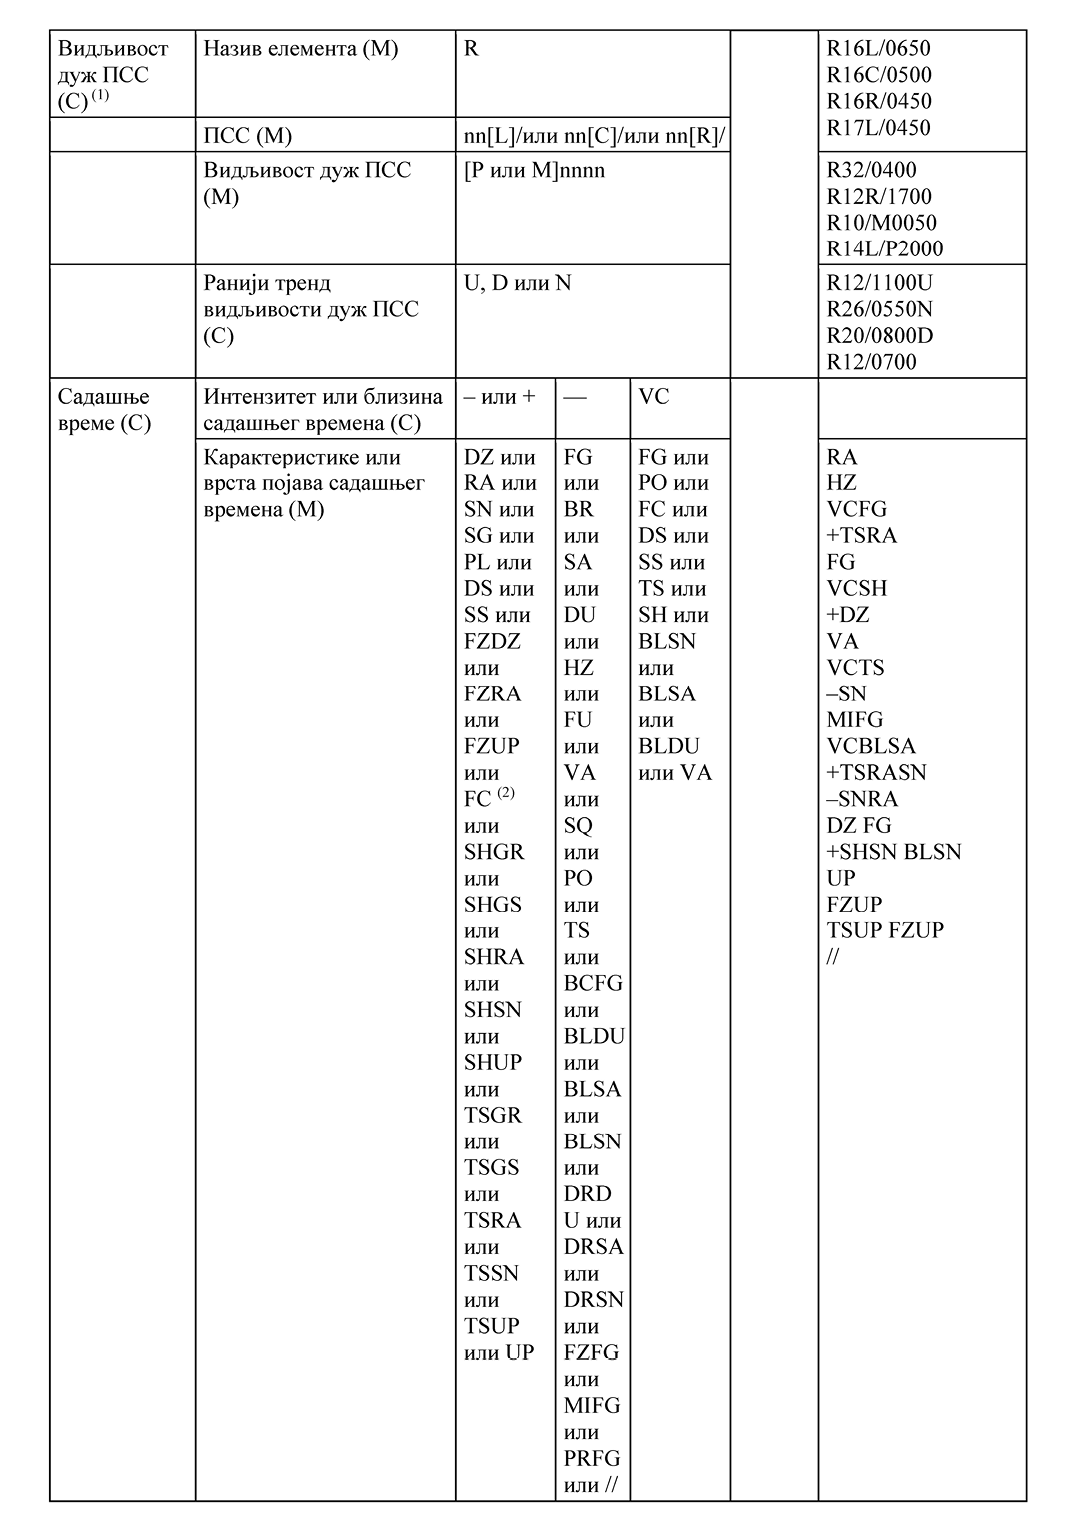 Видљивост
дуж ПСС
(C) (1)
Назив елемента (М)
R
R16L/0650
R16C/0500
R16R/0450
R17L/0450
ПСС (М)
nn[L]/или nn[C]/или nn[R]/
Видљивост дуж ПСС
(М)
[P или M]nnnn
R32/0400
R12R/1700
R10/M0050
R14L/P2000
Ранији тренд
видљивости дуж ПСС
(C)
U, D или N
R12/1100U
R26/0550N
R20/0800D
R12/0700
Садашње
време (C)
Интензитет или близина
садашњег времена (C)
– или +
—
VC
Карактеристике или
врста појава садашњег
времена (М)
DZ или
RA или
SN или
SG или
PL или
DS или
SS или
FZDZ
или
FZRA
или
FZUP
или
FC (2)
или
SHGR
или
SHGS
или
SHRA
или
SHSN
или
SHUP
или
TSGR
или
TSGS
или
TSRA
или
TSSN
или
TSUP
или UP
FG
или
BR
или
SA
или
DU
или
HZ
или
FU
или
VA
или
SQ
или
PO
или
TS
или
BCFG
или
BLDU
или
BLSA
или
BLSN
или
DRD
U или
DRSA
или
DRSN
или
FZFG
или
MIFG
или
PRFG
или //
FG или
PO или
FC или
DS или
SS или
TS или
SH или
BLSN
или
BLSA
или
BLDU
или VA
RA
HZ
VCFG
+TSRA
FG
VCSH
+DZ
VA
VCTS
–SN
MIFG
VCBLSA
+TSRASN
–SNRA
DZ FG
+SHSN BLSN
UP
FZUP
TSUP FZUP
//